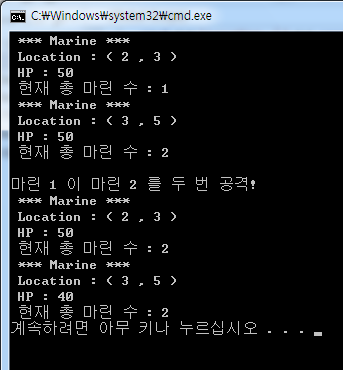 C:₩Windows₩system32₩cmd.exe
*** Marine ***
Location : ( 2 , 3 )
HP : 50
현재 총 마린 수 : 1
*** Marine ***
Location : ( 3 , 5 )
HP : 50
현재 총 마린 수 : 2
마린 1 이 마린 2 를 두 번 공격!
*** Marine ***
Location : ( 2 , 3 )
HP : 50
현재 총 마린 수 : 2
*** Marine ***
Location : ( 3 , 5 )
HP : 40
현재 총 마린 수 : 2
계속하려면 아무 키나 누르십시오 . . .